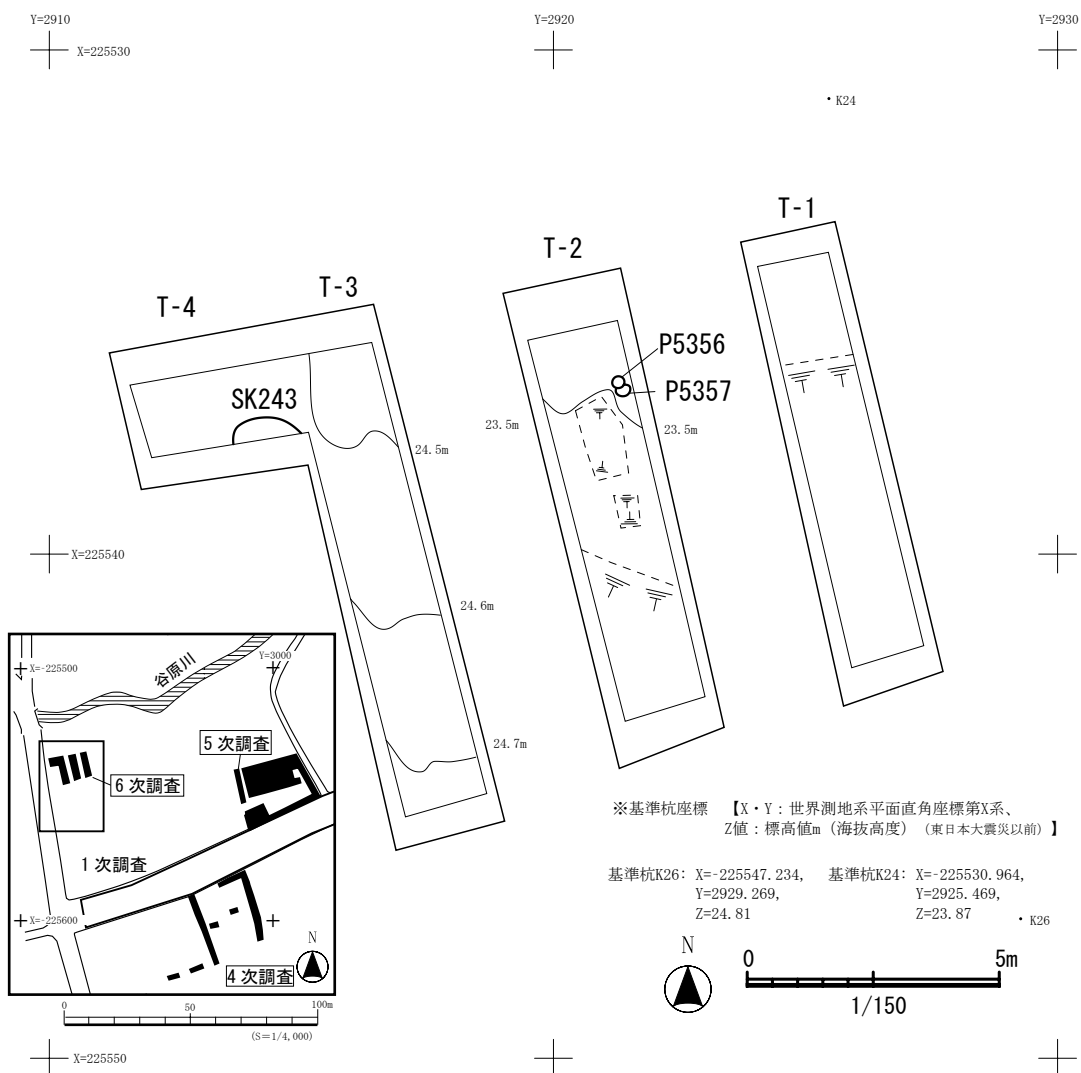 Y=2910
Y=2920
Y=2930
X=225530
K24
T-1
T-2
T-3
T-4
P5356
P5357
SK243
23.5m
23.5m
24.5m
X=225540
24.6m
24.7m
X=-225500
谷原川
Y=3000
5次調査
6次調査
1次調査
X=-225600
N
4次調査
0
50
100m
(S=1/4,000)
※基準杭座標 【X・Y：世界測地系平面直角座標第X系、
Z値：標高値m（海抜高度）（東日本大震災以前）】
基準杭K26: X=-225547.234,
Y=2929.269,
Z=24.81
基準杭K24: X=-225530.964,
Y=2925.469,
Z=23.87
K26
N
0
5m
1/150
X=225550